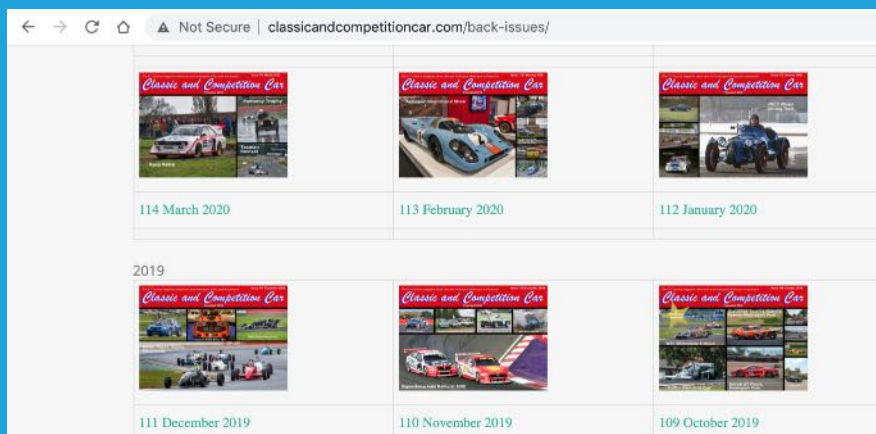 Not Secure | classicandcompetitioncar.com/back-issues/
Classic and Competition Car
Classic and Competition Car
Classic and Competition Car
114 March 2020
113 February 2020
112 January 2020
2019
Classic and Competition Car
Classic and Competition Car
Classic and Competition Car
111 December 2019
110 November 2019
109 October 2019